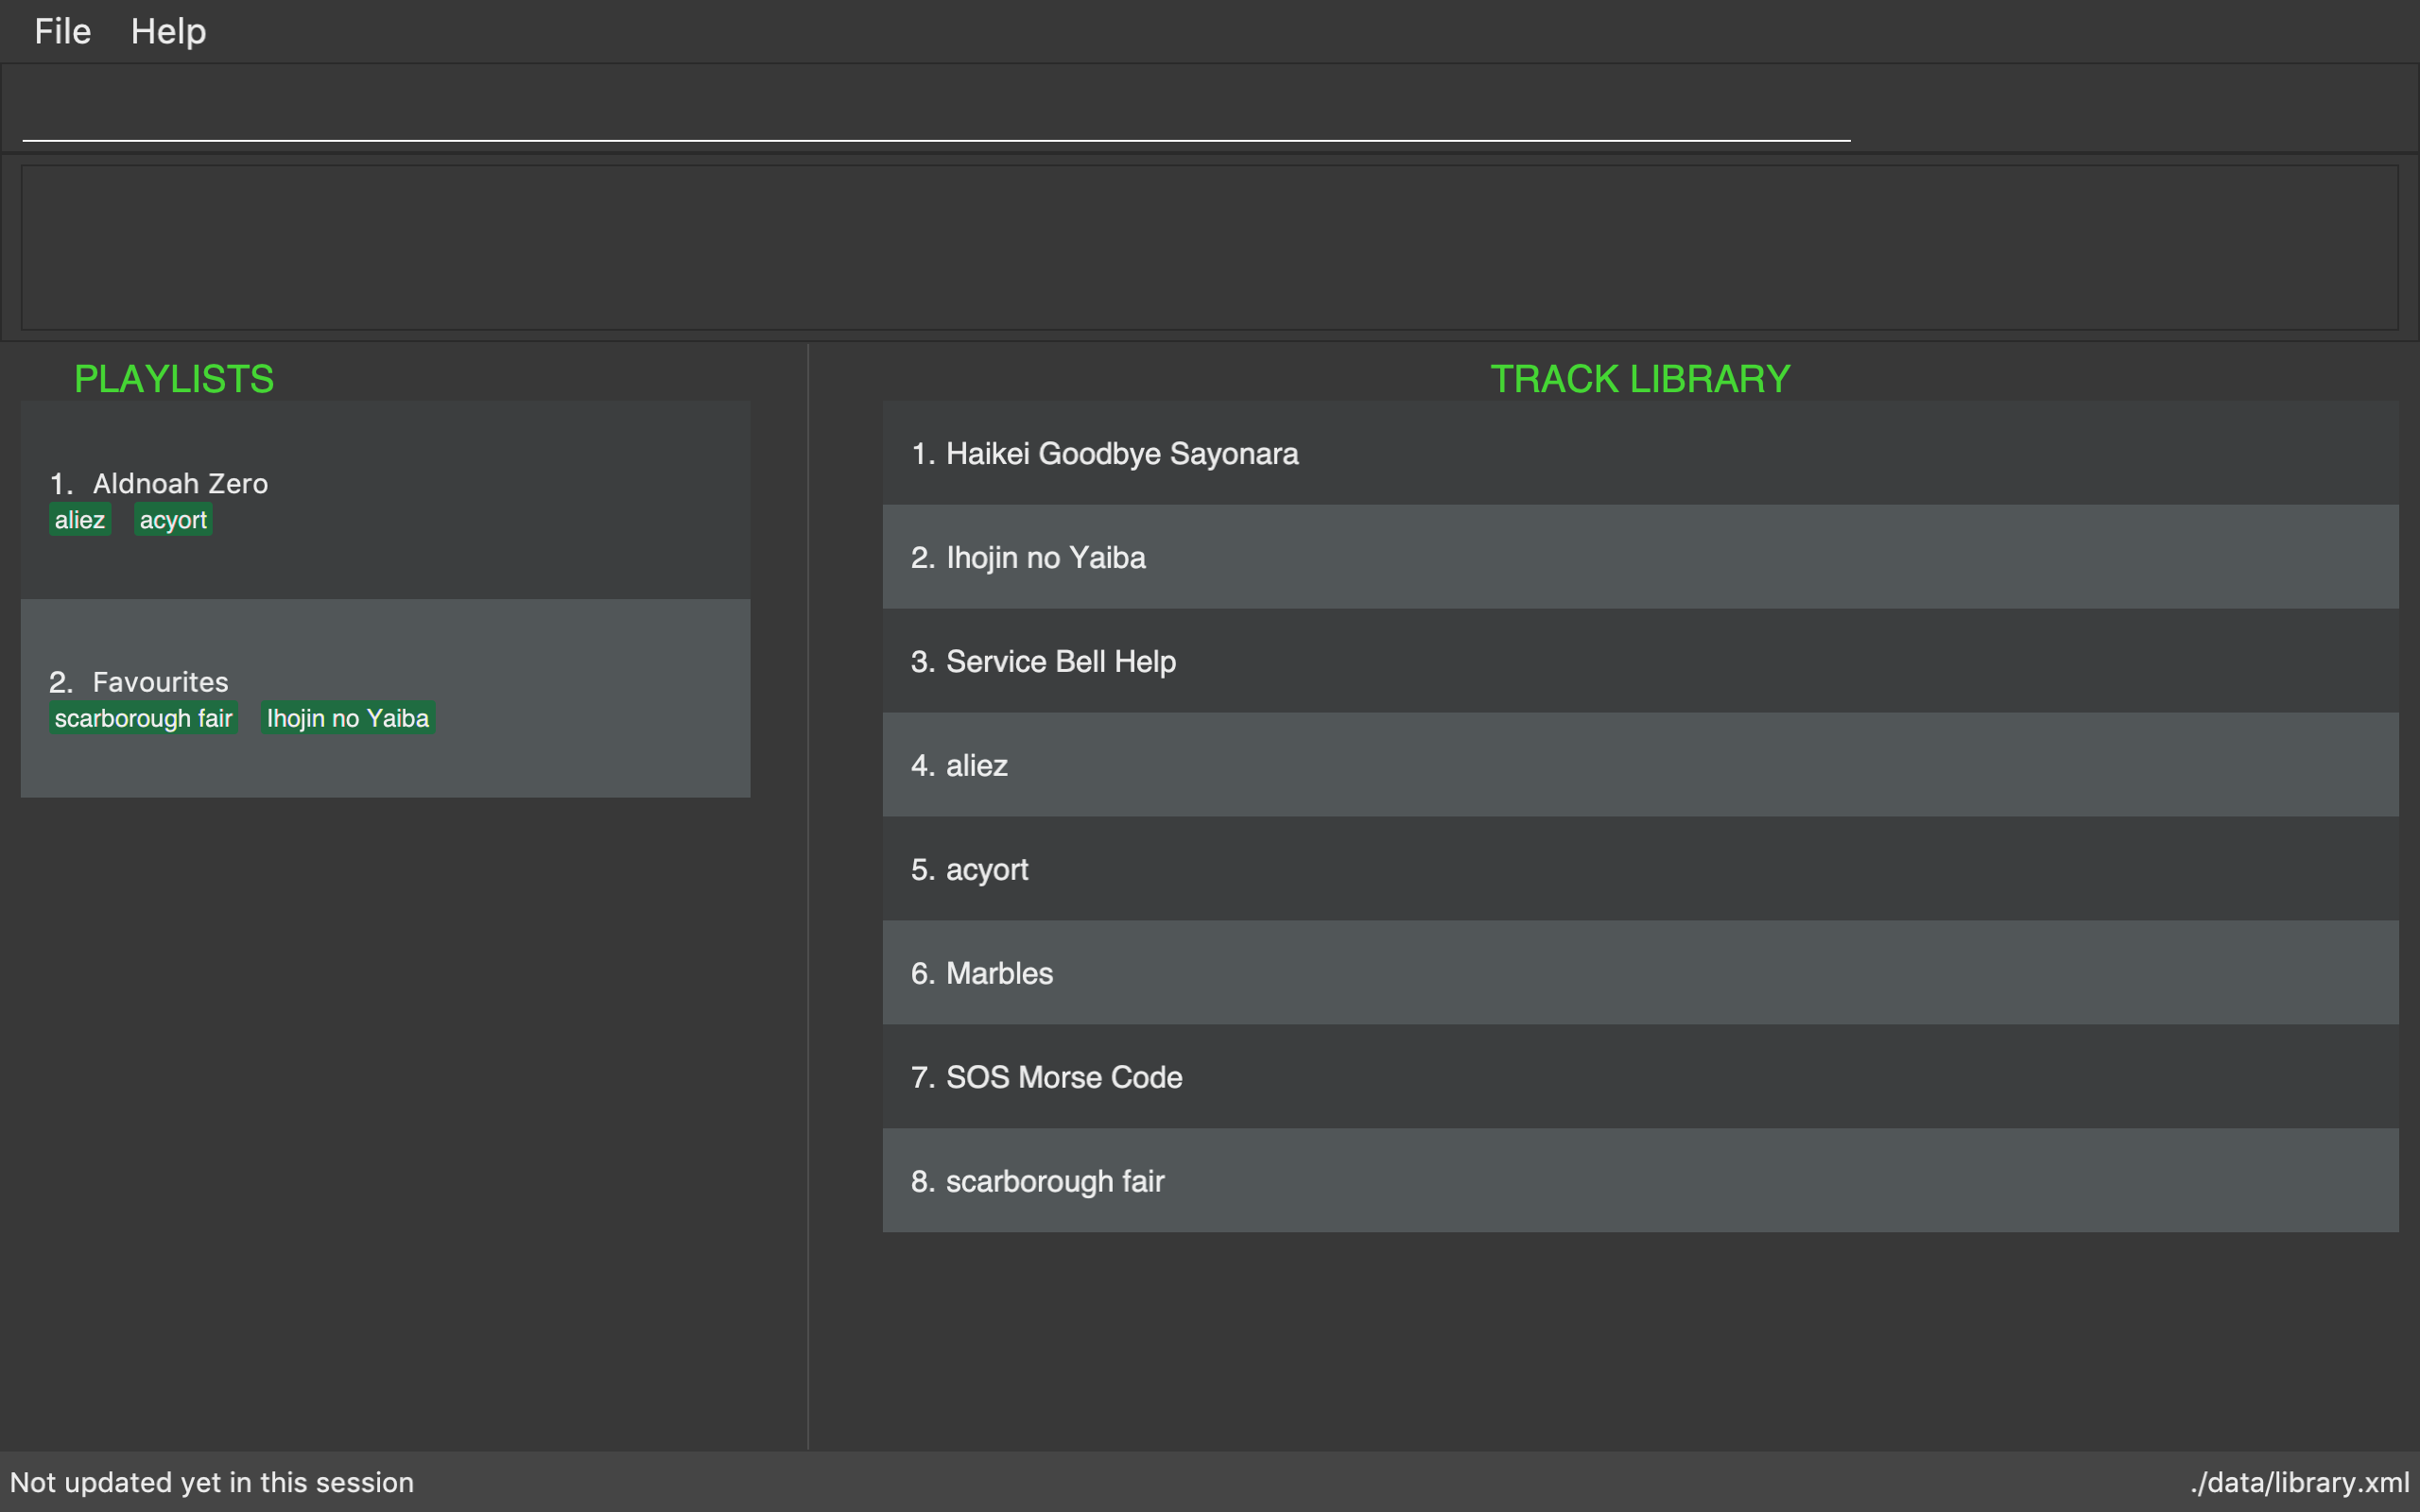 File Help
PLAYLISTS
1. Aldnoah Zero
aliez acyort
2. Favourites
scarborough fair Ihojin no Yaiba
TRACK LIBRARY
1. Haikei Goodbye Sayonara
2. Ihojin no Yaiba
3. Service Bell Help
4. aliez
5. acyort
6. Marbles
7. SOS Morse Code
8. scarborough fair
Not updated yet in this session
./data/library.xml